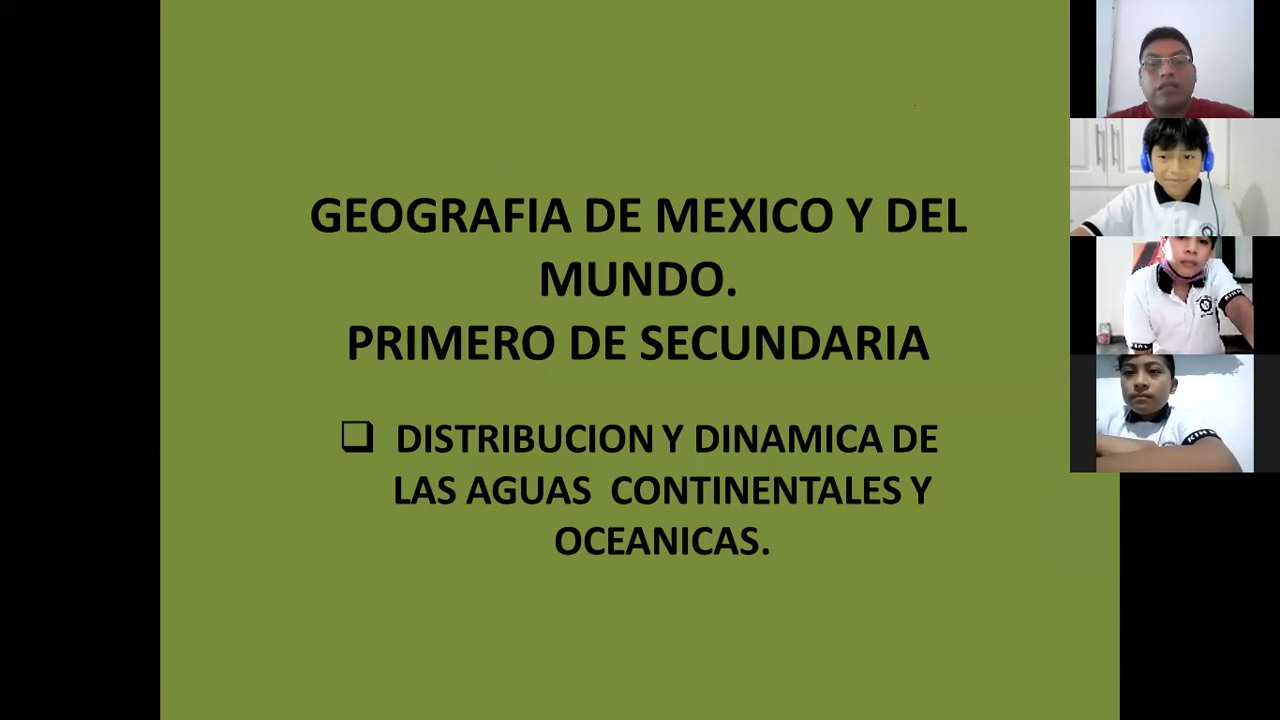 GEOGRAFIA DE MEXICO Y DEL
MUNDO.
PRIMERO DE SECUNDARIA
❑ DISTRIBUCION Y DINAMICA DE
LAS AGUAS CONTINENTALES Y
OCEANICAS.